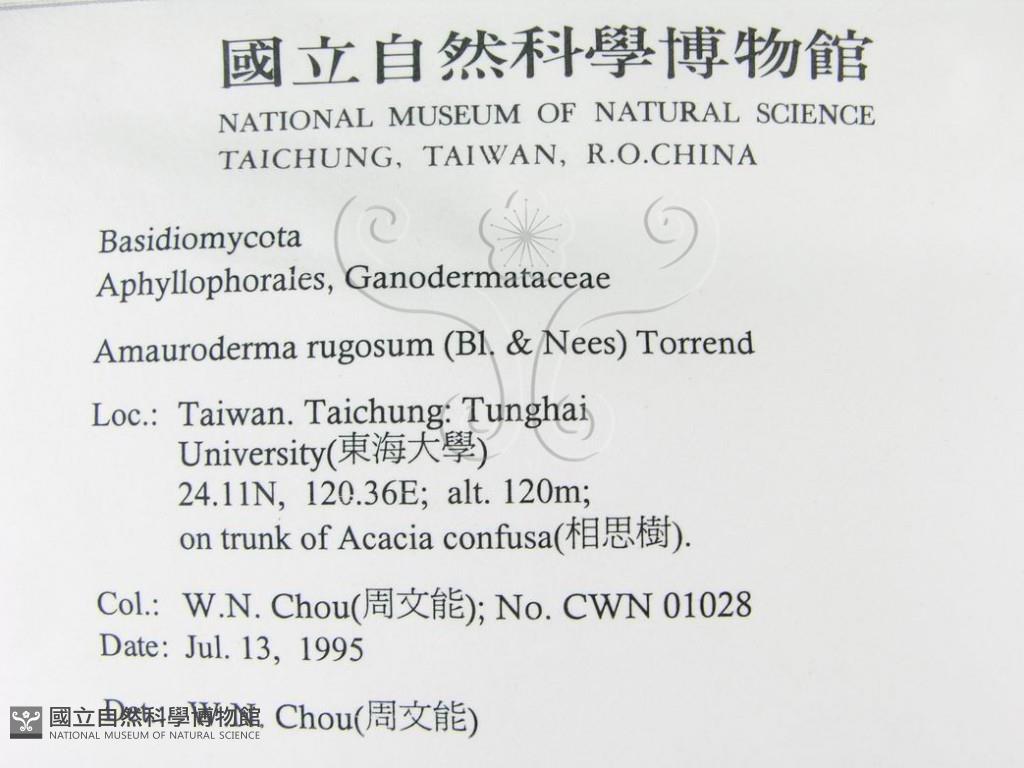 國立自然科學博物館
NATIONAL MUSEUM OF NATURAL SCIENCE
TAICHUNG, TAIWAN, R.O.CHINA
Basidiomycota
Aphyllophorales, Ganodermataceae
Amauroderma rugosum (Bl. & Nees) Torrend
Loc.: Taiwan. Taichung: Tunghai
University(東海大學)
24.11N, 120.36E; alt. 120m;
on trunk of Acacia confusa(相思樹).
Col.: W.N. Chou(周文能); No. CWN 01028
Date: Jul. 13, 1995
Det.: W.N. Chou(周文能)
國立自然科學博物館
NATIONAL MUSEUM OF NATURAL SCIENCE